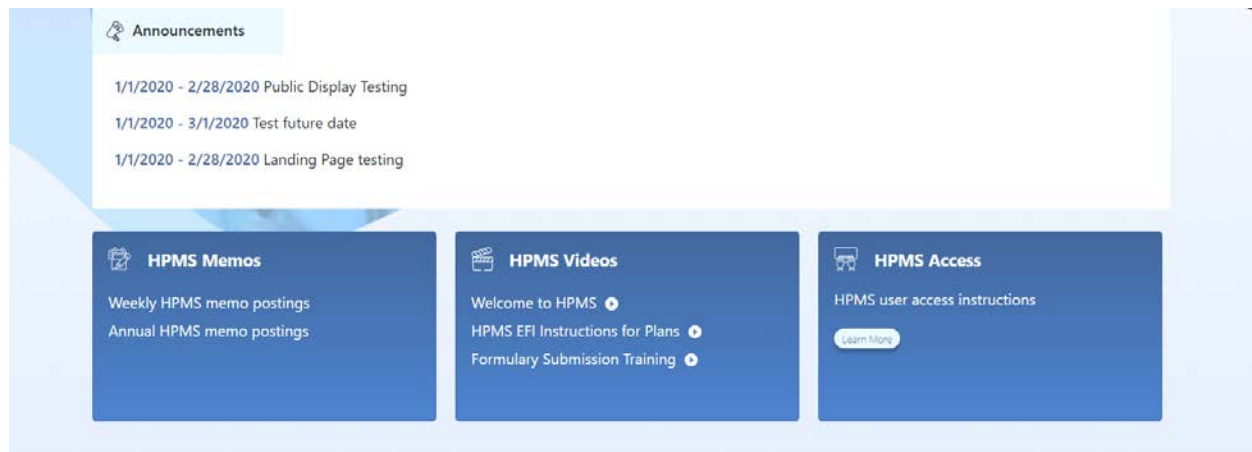 Announcements
1/1/2020 - 2/28/2020 Public Display Testing
1/1/2020 - 3/1/2020 Test future date
1/1/2020 - 2/28/2020 Landing Page testing
HPMS Memos
Weekly HPMS memo postings
Annual HPMS memo postings
HPMS Videos
Welcome to HPMS
HPMS EFI Instructions for Plans
Formulary Submission Training
HPMS Access
HPMS user access instructions
Learn More